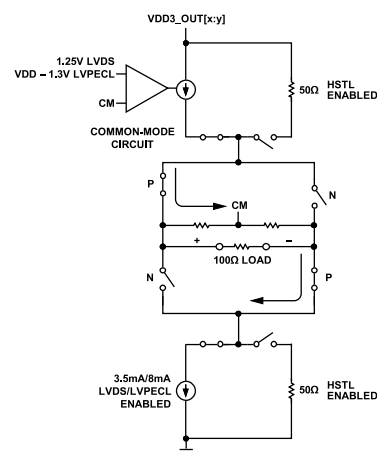 VDD3_OUT[x:y]
1.25V LVDS
VDD – 1.3V LVPECL
CM
COMMON-MODE
CIRCUIT
50Ω
HSTL
ENABLED
P
N
CM
+
–
100Ω LOAD
N
P
3.5mA/8mA
LVDS/LVPECL
ENABLED
50Ω
HSTL
ENABLED